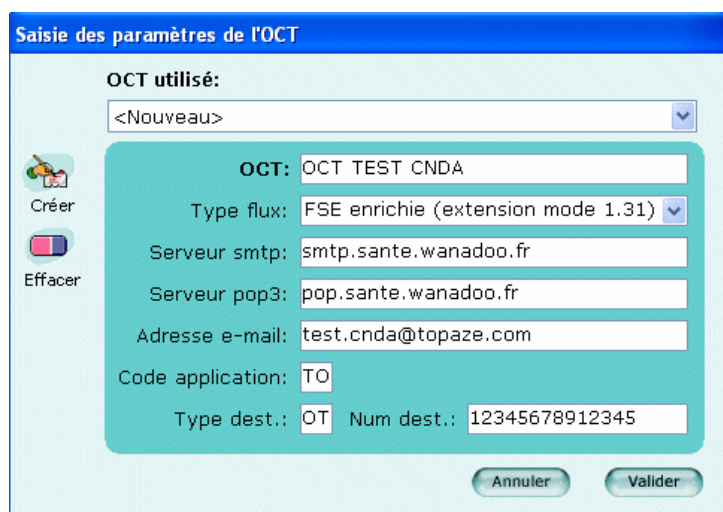 Saisie des paramètres de l'OCT
OCT utilisé:
<Nouveau>
Créer
Effacer
OCT: OCT TEST CNDA
Type flux: FSE enrichie (extension mode 1.31)
Serveur smtp: smtp.sante.wanadoo.fr
Serveur pop3: pop.sante.wanadoo.fr
Adresse e-mail: test.cnda@topaze.com
Code application: TO
Type dest.: OT Num dest.: 12345678912345
Annuler Valider